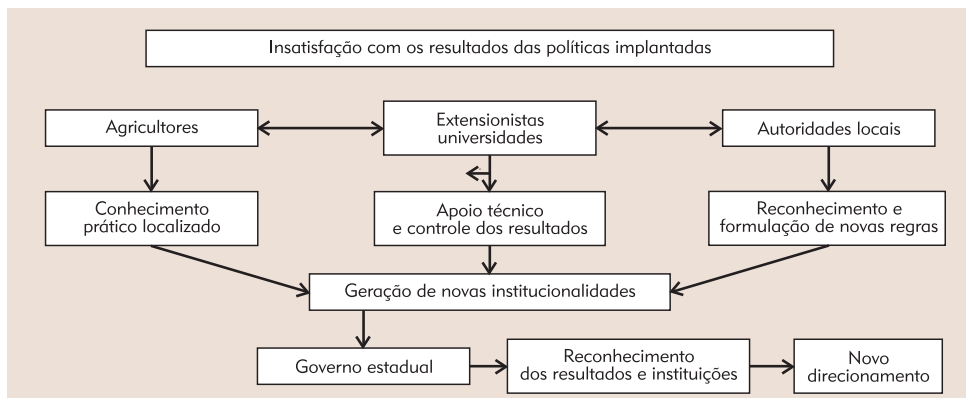 Insatisfação com os resultados das políticas implantadas
Agricultores
Extensionistas
universidades
Autoridades locais
Conhecimento
prático localizado
Apoio técnico
e controle dos resultados
Reconhecimento e
formulação de novas regras
Geração de novas institucionalidades
Governo estadual
Reconhecimento
dos resultados e instituições
Novo
direcionamento